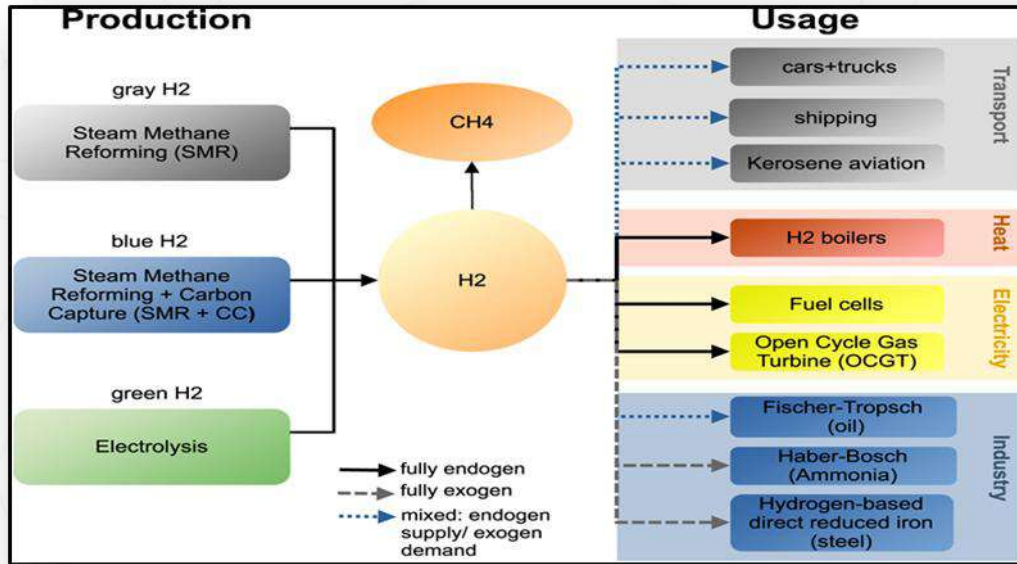 Production
Usage
gray H2
Steam Methane
Reforming (SMR)
blue H2
Steam Methane
Reforming + Carbon
Capture (SMR + CC)
green H2
Electrolysis
CH4
H2
fully endogen
fully exogen
mixed: endogen
supply/ exogen
demand
cars+trucks
shipping
Kerosene aviation
Transport
H2 boilers
Heat
Fuel cells
Open Cycle Gas
Turbine (OCGT)
Electricity
Fischer-Tropsch
(oil)
Haber-Bosch
(Ammonia)
Hydrogen-based
direct reduced iron
(steel)
Industry